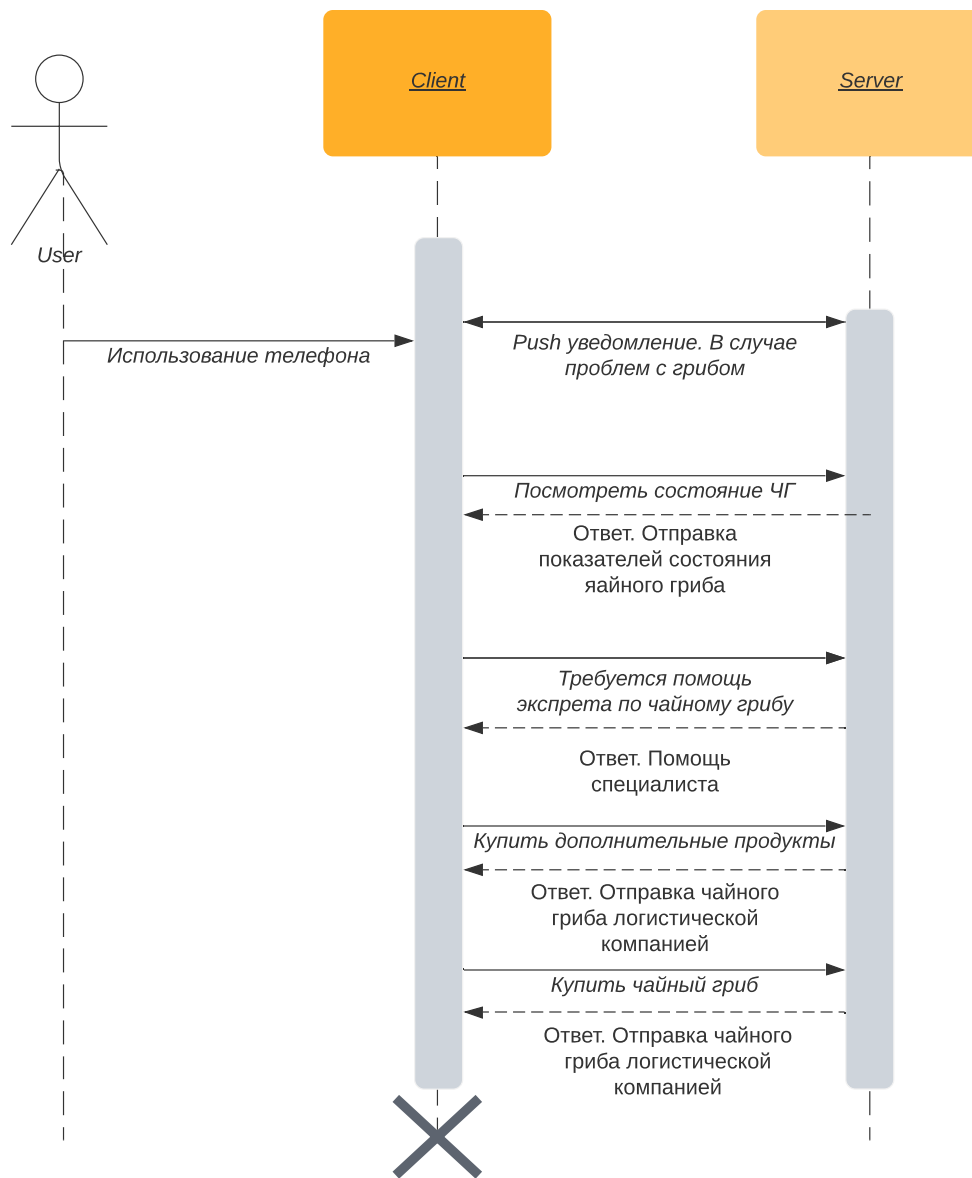 Client
Server
User
Использование телефона
Push уведомление. В случае
проблем с грибом
Посмотреть состояние ЧГ
Ответ. Отправка
показателей состояния
яайного гриба
Требуется помощь
экспрета по чайному грибу
Ответ. Помощь
специалиста
Купить дополнительные продукты
Ответ. Отправка чайного
гриба логистической
компанией
Купить чайный гриб
Ответ. Отправка чайного
гриба логистической
компанией